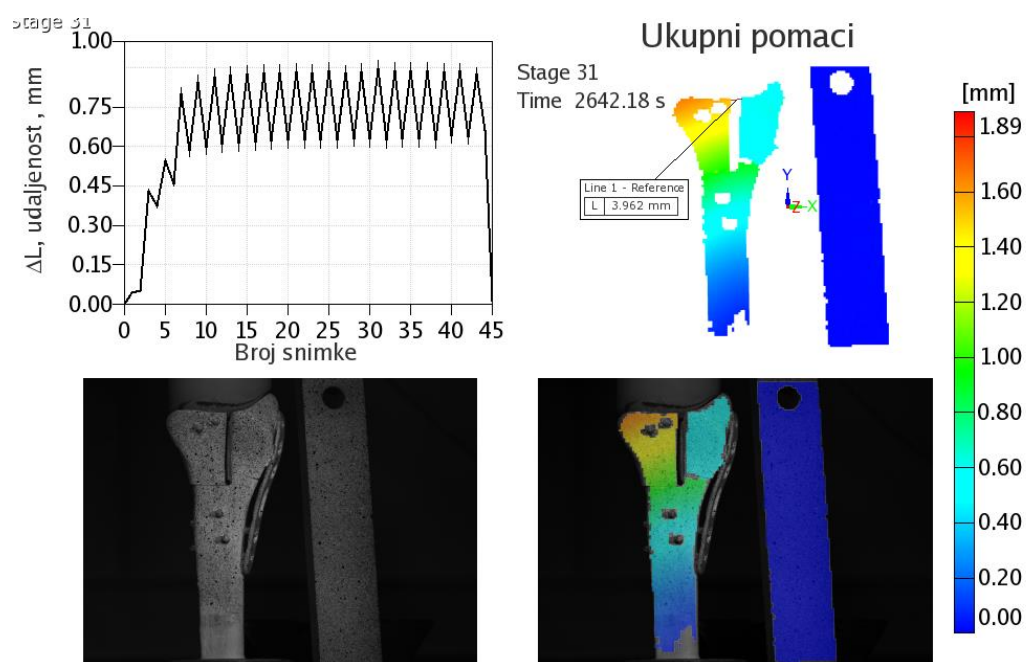 Stage 31
Ukupni pomaci
1.00
0.75
0.60
0.45
0.30
0.15
0.00
ΔL, udaljenost , mm
0 5 10 15 20 25 30 35 40 45
Broj snimke
Stage 31
Time 2642.18 s
Line 1 - Reference
L 3.962 mm
Y
Z X
[mm]
1.89
1.60
1.40
1.20
1.00
0.80
0.60
0.40
0.20
0.00